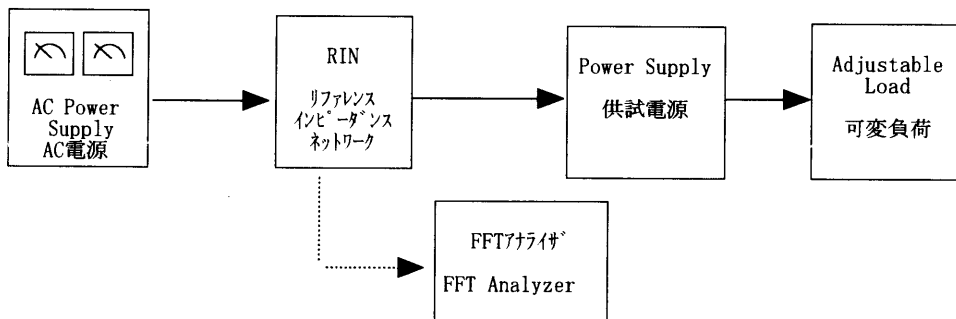 AC Power
Supply
AC電源
RIN
リファレンス
インピーダンス
ネットワーク
Power Supply
供試電源
Adjustable
Load
可変負荷
FFTアナライザ
FFT Analyzer